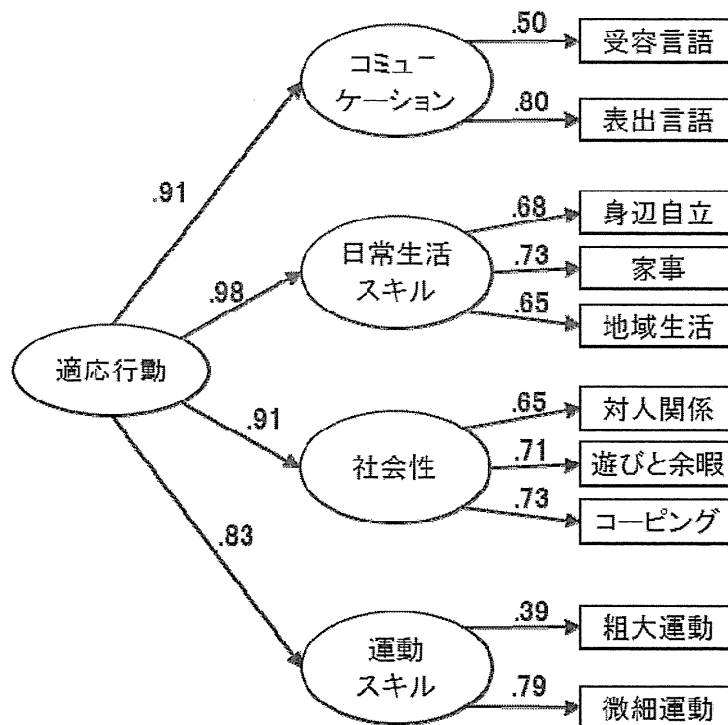 .50
受容言語
コミュー
ケーション
.80
表出言語
.91
.68
身辺自立
日常生活
スキル
.73
家事
.98
.65
地域生活
適応行動
.65
対人関係
.91
社会性
.71
遊びと余暇
.73
コーピング
.83
.39
粗大運動
運動
スキル
.79
微細運動